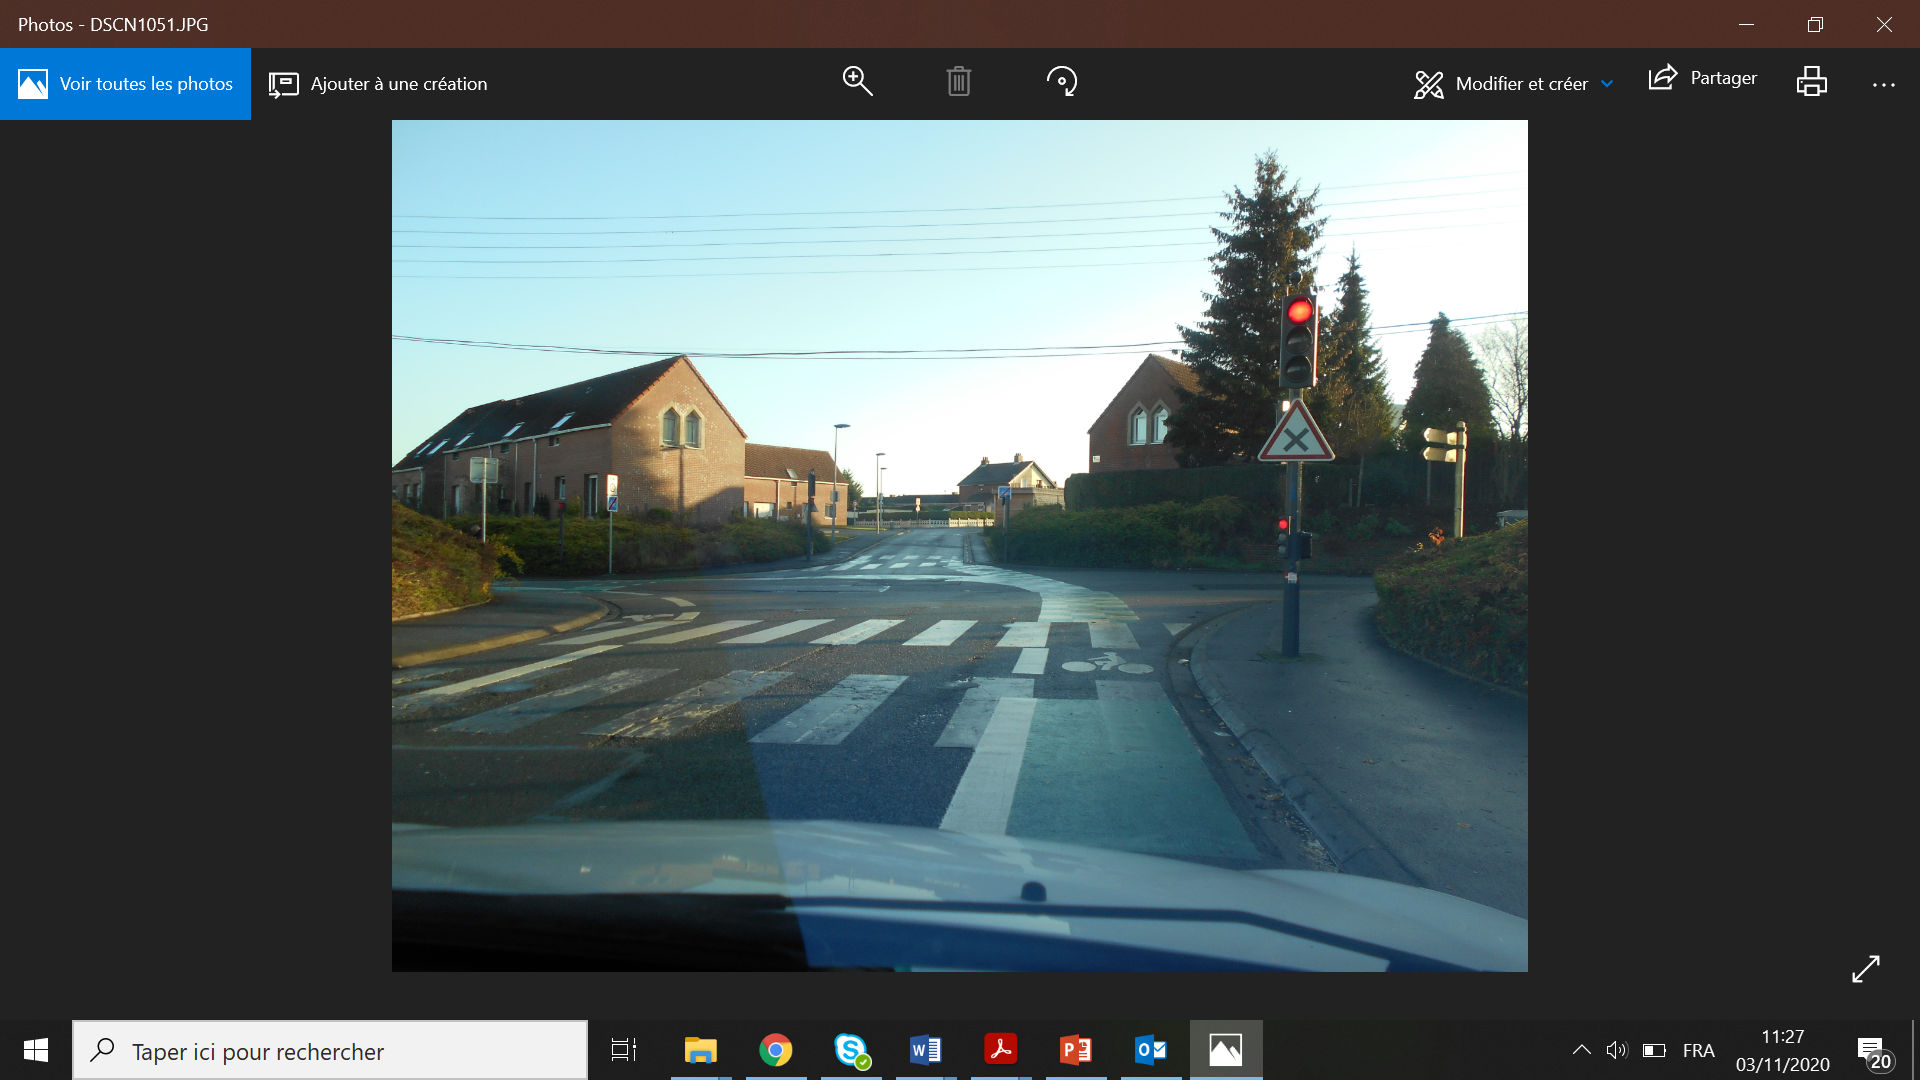 Photos - DSCN1051.JPG
Voir toutes les photos
Ajouter à une création
Modifier et créer
Partager
Taper ici pour rechercher
FRA
11:27
03/11/2020
20